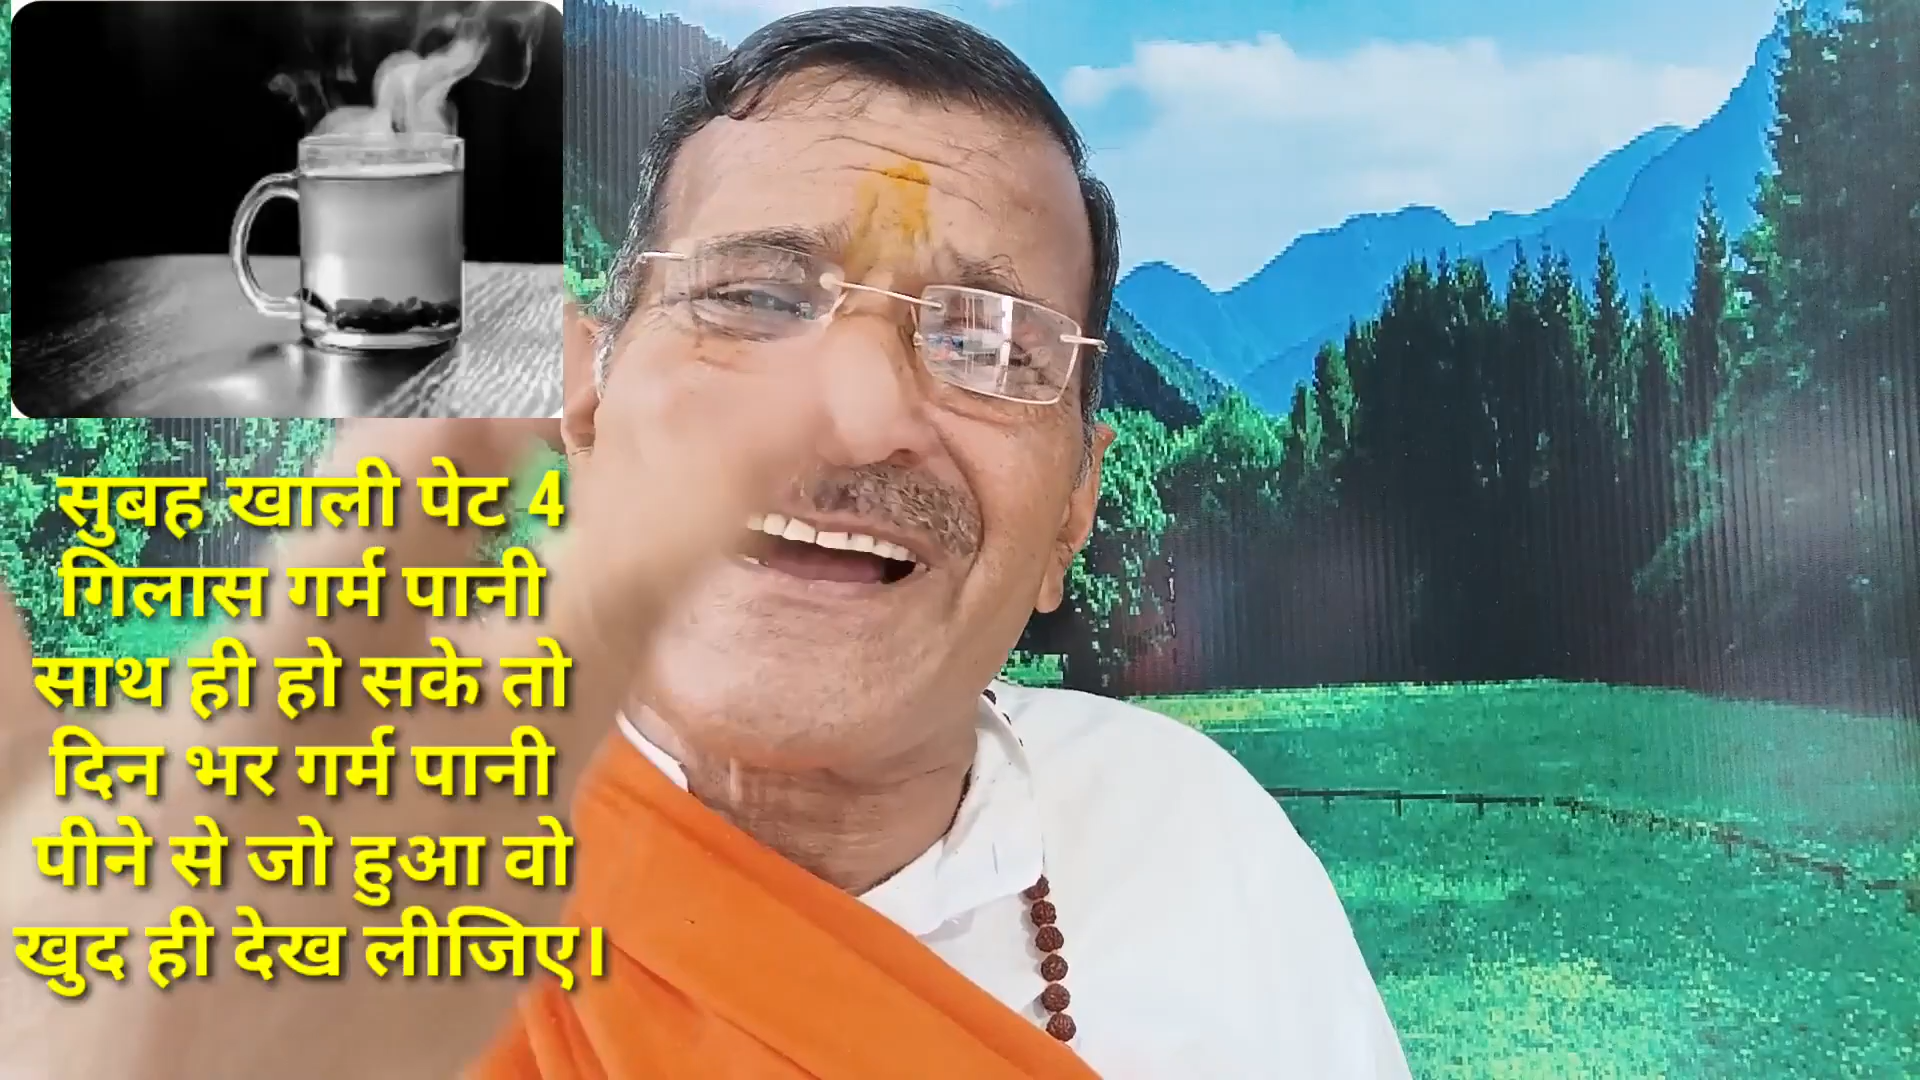 सुबह खाली पेट 4
गिलास गर्म पानी
साथ ही हो सके तो
दिन भर गर्म पानी
पीने से जो हुआ वो
खुद ही देख लीजिए।